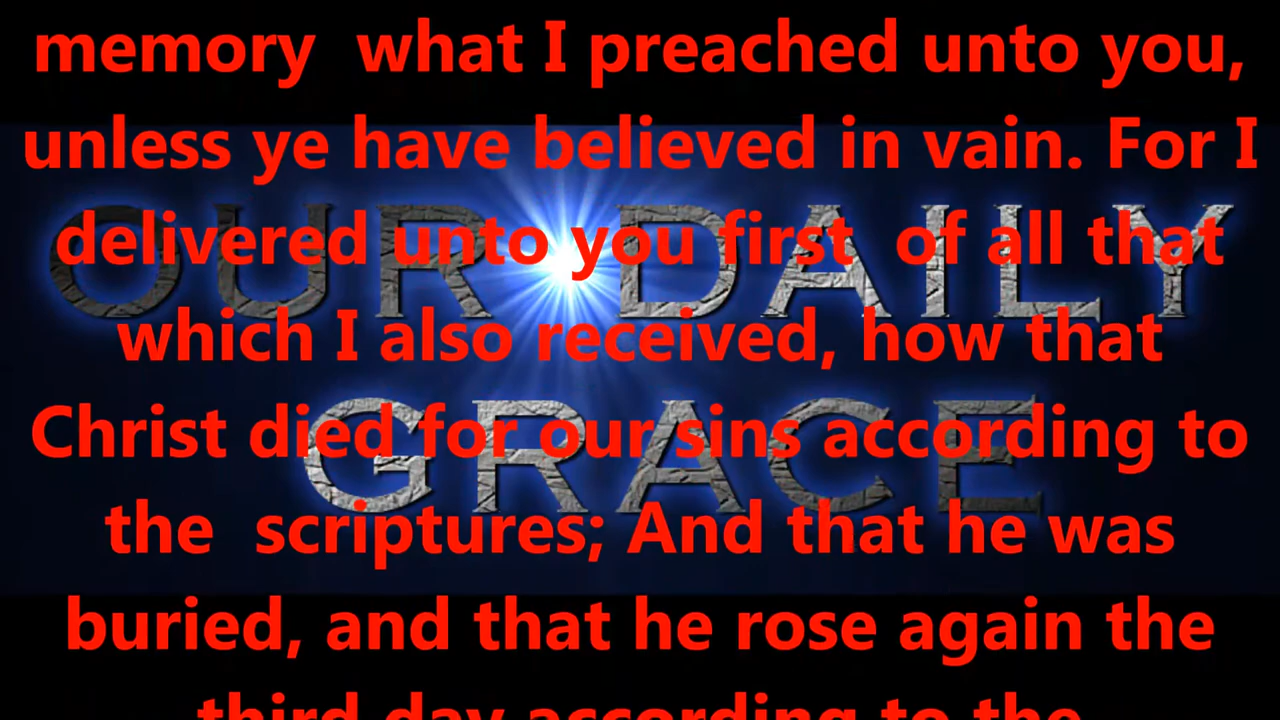 memory what I preached unto you,
unless ye have believed in vain. For I
delivered unto you first of all that
which I also received, how that
Christ died for our sins according to
the scriptures; And that he was
buried, and that he rose again the
third day according to the
OUR DAILY
GRACE